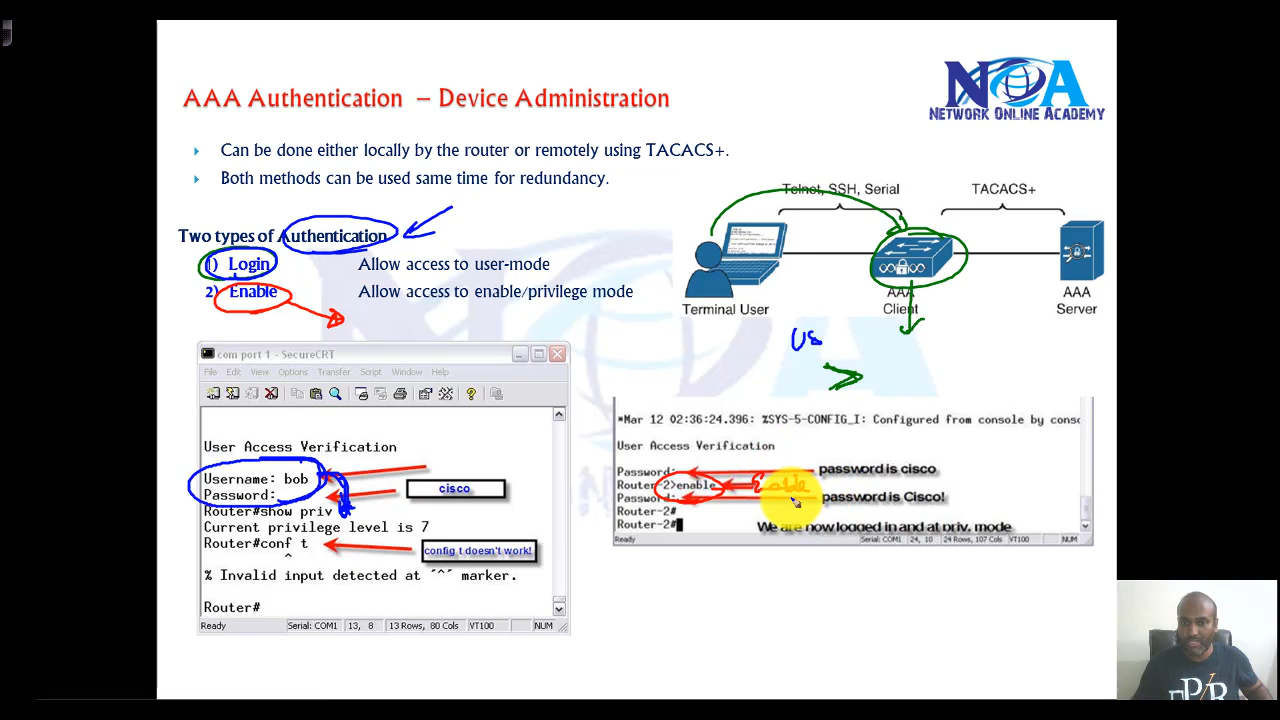 AAA Authentication – Device Administration
NOA
NETWORK ONLINE ACADEMY
Can be done either locally by the router or remotely using TACACS+.
Both methods can be used same time for redundancy.
Two types of Authentication
1) Login Allow access to user-mode
2) Enable Allow access to enable/privilege mode
Telnet, SSH, Serial TACACS+
Terminal User
AAA Client
AAA Server
US
>
com port 1 - SecureCRT
File Edit View Options Transfer Script Window Help
User Access Verification
Username: bob
Password:
cisco
Router#show priv
Current privilege level is 7
Router#conf t
config t doesn't work!
^
% Invalid input detected at '^' marker.
Router#
Ready Serial: COM1 13, 8 13 Rows, 80 Cols VT100 NUM
*Mar 12 02:36:24.396: %SYS-5-CONFIG_I: Configured from console by conso
User Access Verification
Password: password is cisco
Router-2>enable Enable
Password: password is Cisco!
Router-2#
Router-2# We are now logged in and at priv. mode
Ready Serial: COM1 24, 10 24 Rows, 107 Cols VT100 NUM